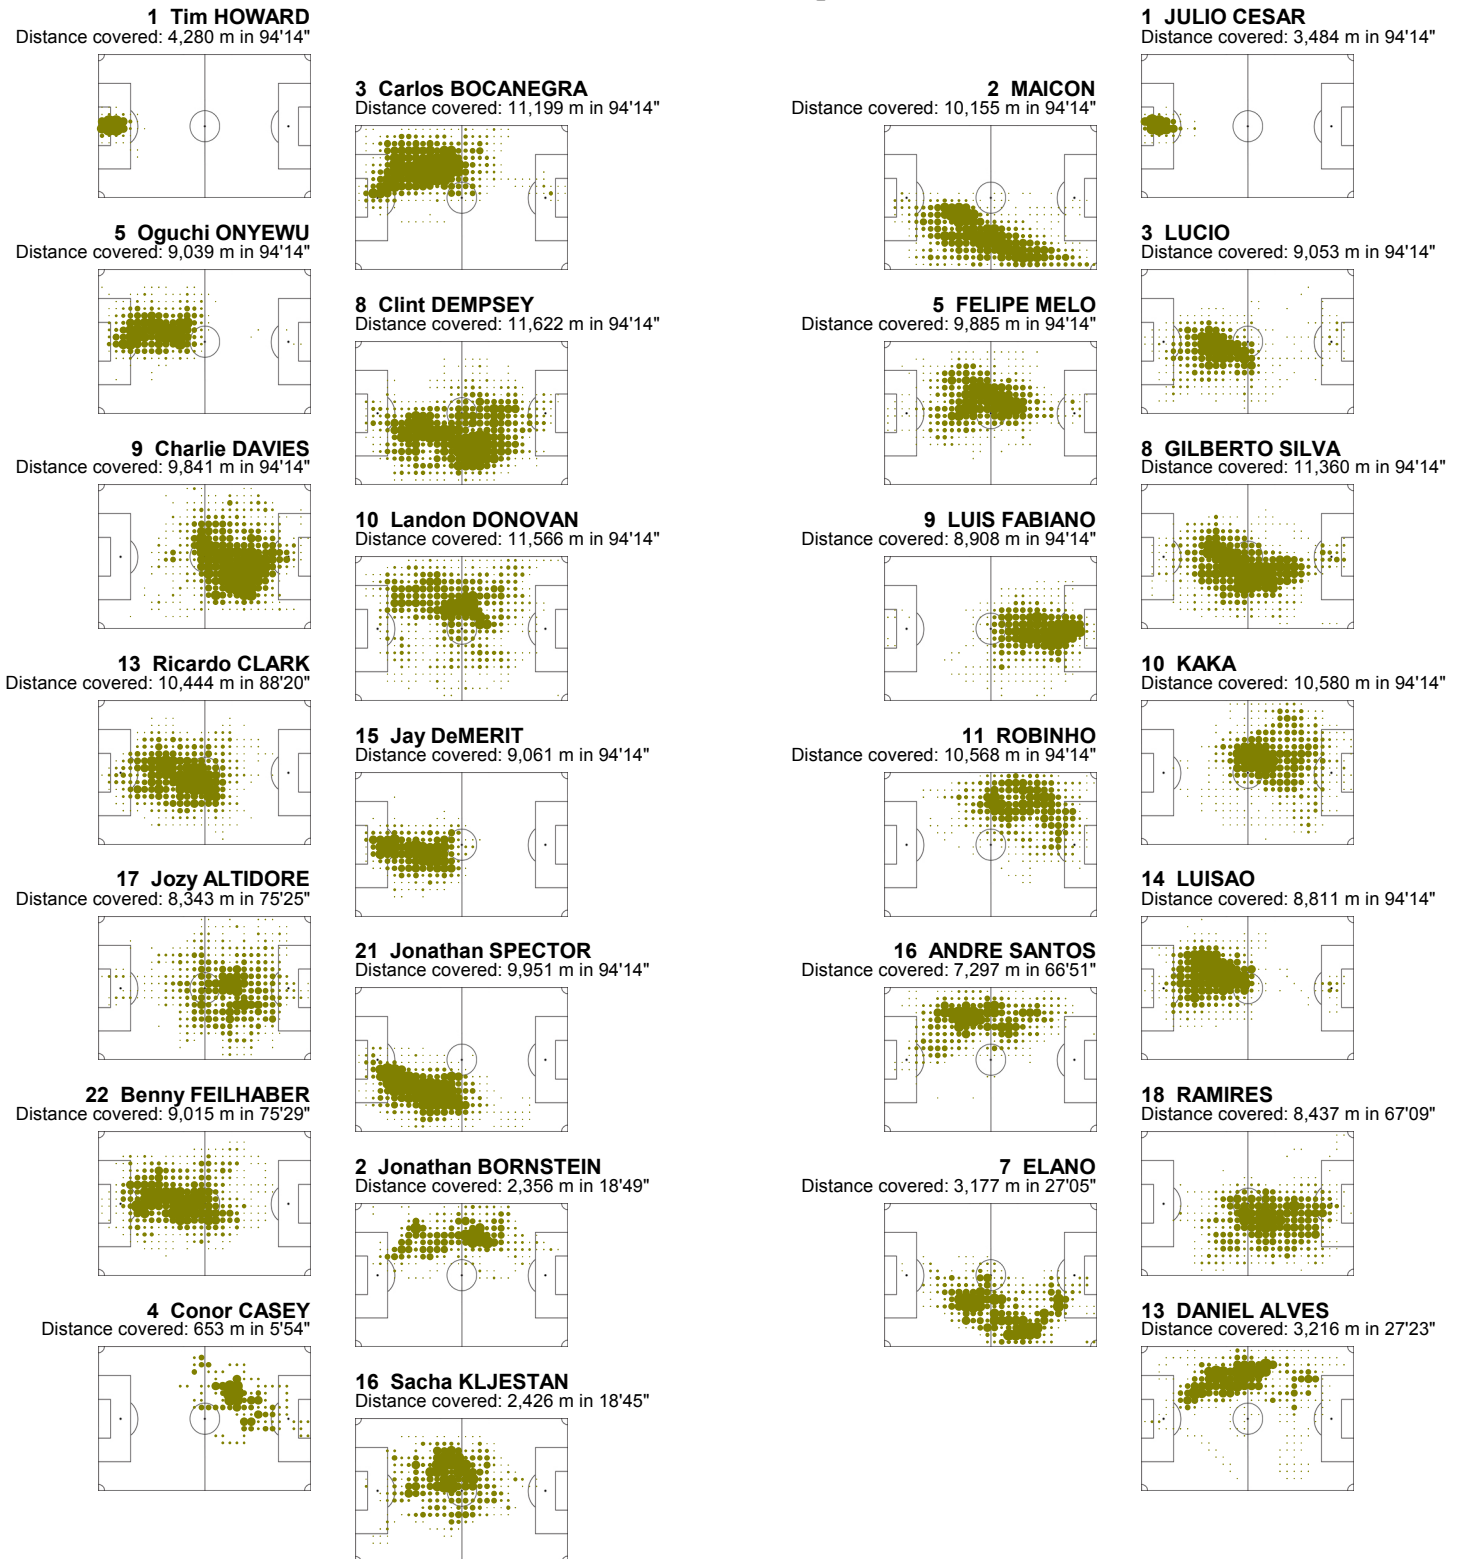 1 Tim HOWARD
Distance covered: 4,280 m in 94'14"
3 Carlos BOCANEGRA
Distance covered: 11,199 m in 94'14"
5 Oguchi ONYEWU
Distance covered: 9,039 m in 94'14"
8 Clint DEMPSEY
Distance covered: 11,622 m in 94'14"
9 Charlie DAVIES
Distance covered: 9,841 m in 94'14"
10 Landon DONOVAN
Distance covered: 11,566 m in 94'14"
13 Ricardo CLARK
Distance covered: 10,444 m in 88'20"
15 Jay DeMERIT
Distance covered: 9,061 m in 94'14"
17 Jozy ALTIDORE
Distance covered: 8,343 m in 75'25"
21 Jonathan SPECTOR
Distance covered: 9,951 m in 94'14"
22 Benny FEILHABER
Distance covered: 9,015 m in 75'29"
2 Jonathan BORNSTEIN
Distance covered: 2,356 m in 18'49"
4 Conor CASEY
Distance covered: 653 m in 5'54"
16 Sacha KLJESTAN
Distance covered: 2,426 m in 18'45"
1 JULIO CESAR
Distance covered: 3,484 m in 94'14"
2 MAICON
Distance covered: 10,155 m in 94'14"
3 LUCIO
Distance covered: 9,053 m in 94'14"
5 FELIPE MELO
Distance covered: 9,885 m in 94'14"
8 GILBERTO SILVA
Distance covered: 11,360 m in 94'14"
9 LUIS FABIANO
Distance covered: 8,908 m in 94'14"
10 KAKA
Distance covered: 10,580 m in 94'14"
11 ROBINHO
Distance covered: 10,568 m in 94'14"
14 LUISAO
Distance covered: 8,811 m in 94'14"
16 ANDRE SANTOS
Distance covered: 7,297 m in 66'51"
18 RAMIRES
Distance covered: 8,437 m in 67'09"
7 ELANO
Distance covered: 3,177 m in 27'05"
13 DANIEL ALVES
Distance covered: 3,216 m in 27'23"